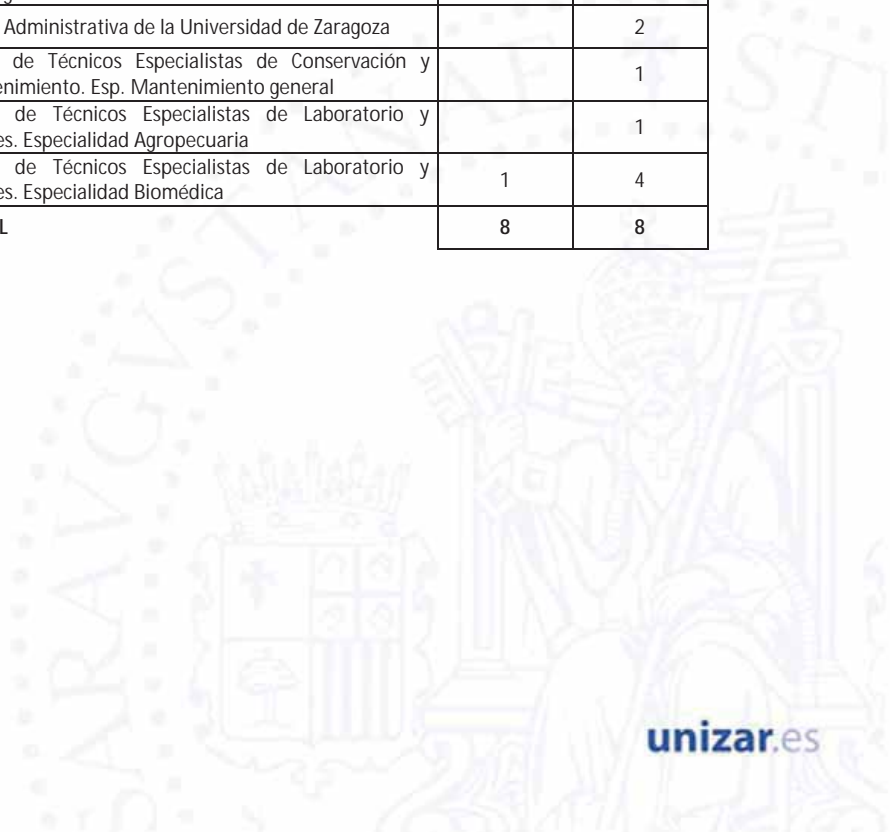 Administrativa de la Universidad de Zaragoza 2
de Técnicos Especialistas de Conservación y
enimiento. Esp. Mantenimiento general 1
de Técnicos Especialistas de Laboratorio y
es. Especialidad Agropecuaria 1
de Técnicos Especialistas de Laboratorio y
es. Especialidad Biomédica 1 4
L 8 8
SARAVGVSTANAE ST
unizar.es